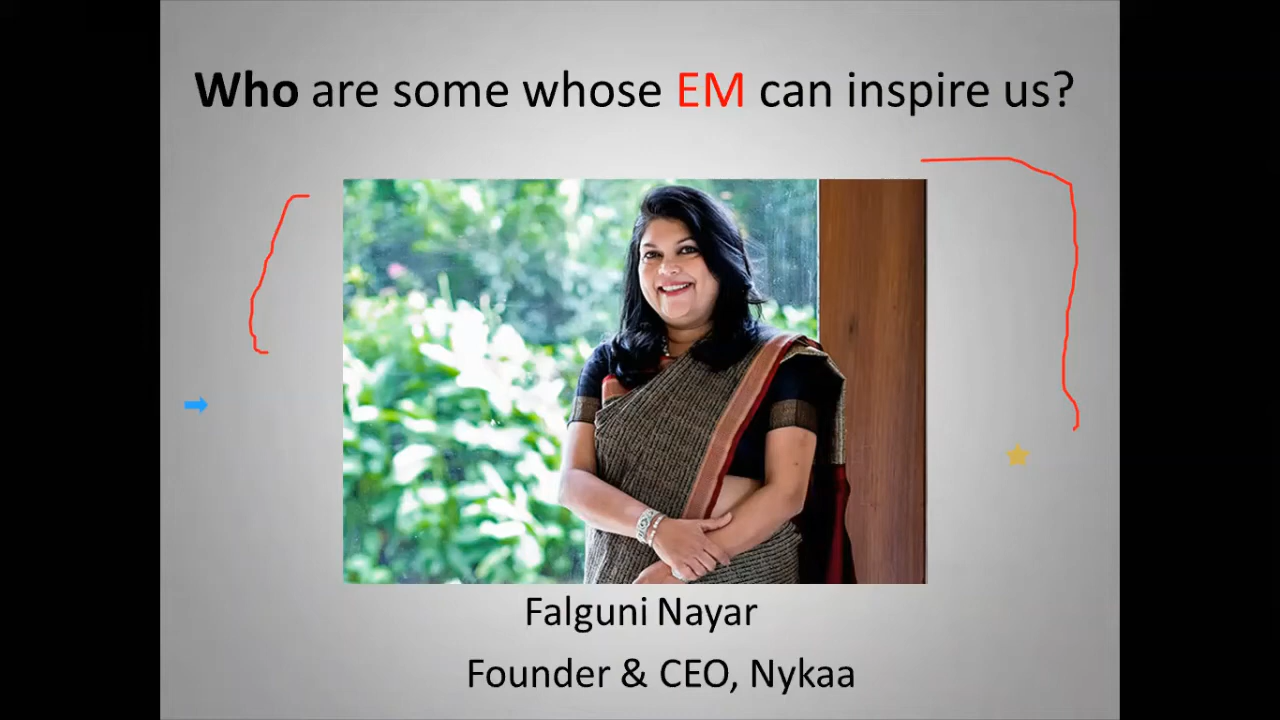 Who are some whose EM can inspire us?
Falguni Nayar
Founder & CEO, Nykaa